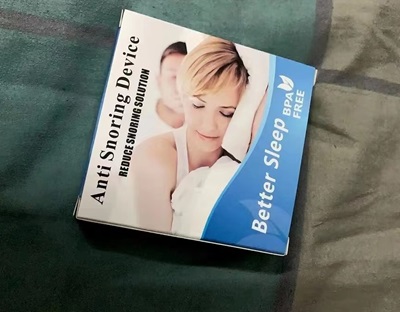 Anti Snoring Device
REDUCE SNORING SOLUTION
Better Sleep
BPA
FREE